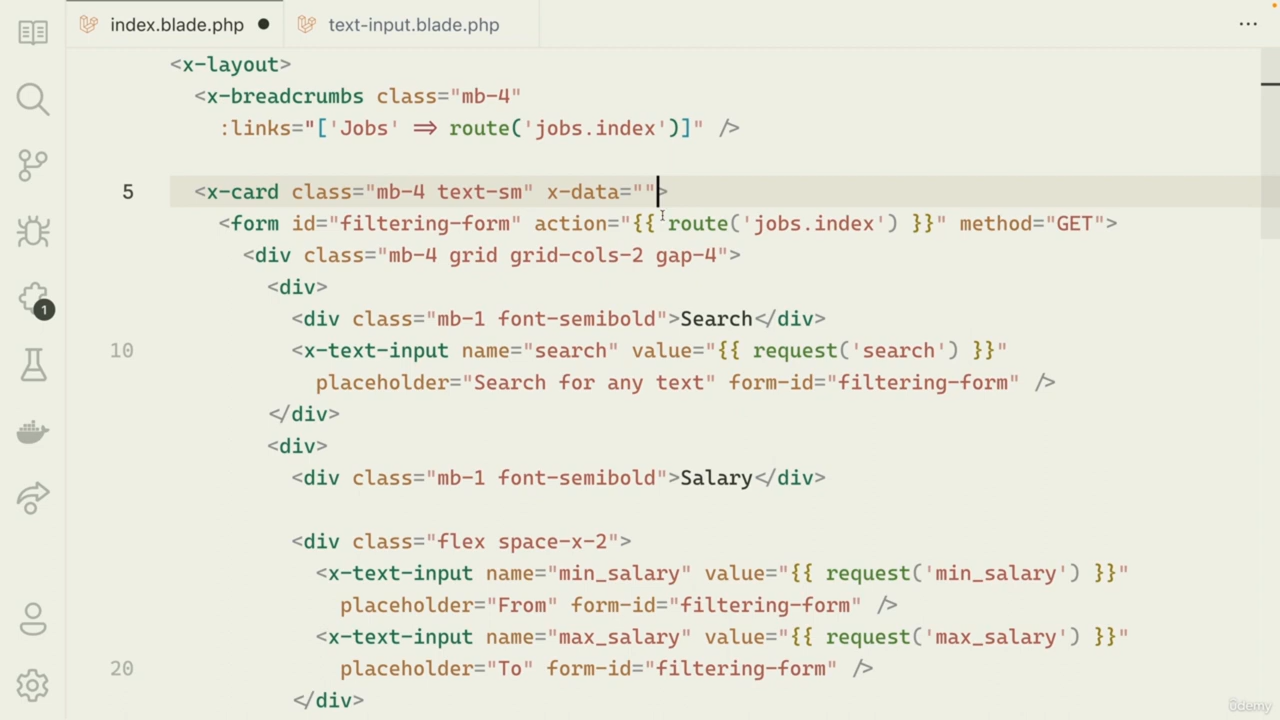 index.blade.php
text-input.blade.php
<x-layout>
<x-breadcrumbs class="mb-4"
:links="['Jobs' => route('jobs.index')]" />
5 <x-card class="mb-4 text-sm" x-data="">
<form id="filtering-form" action="{{ route('jobs.index') }}" method="GET">
<div class="mb-4 grid grid-cols-2 gap-4">
<div>
<div class="mb-1 font-semibold">Search</div>
10 <x-text-input name="search" value="{{ request('search') }}"
placeholder="Search for any text" form-id="filtering-form" />
</div>
<div>
<div class="mb-1 font-semibold">Salary</div>
<div class="flex space-x-2">
<x-text-input name="min_salary" value="{{ request('min_salary') }}"
placeholder="From" form-id="filtering-form" />
<x-text-input name="max_salary" value="{{ request('max_salary') }}"
20 placeholder="To" form-id="filtering-form" />
</div>
1
ûdemy